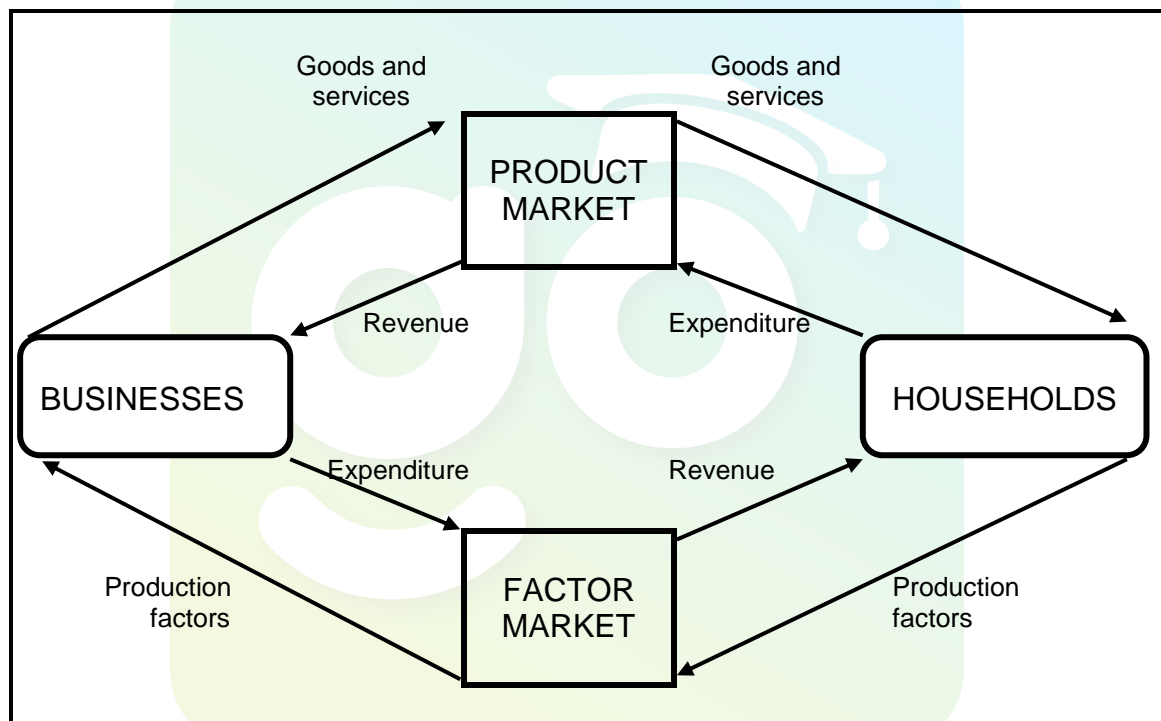 Goods and
services
Goods and
services
PRODUCT
MARKET
Revenue
Expenditure
BUSINESSES
HOUSEHOLDS
Expenditure
Revenue
Production
factors
FACTOR
MARKET
Production
factors